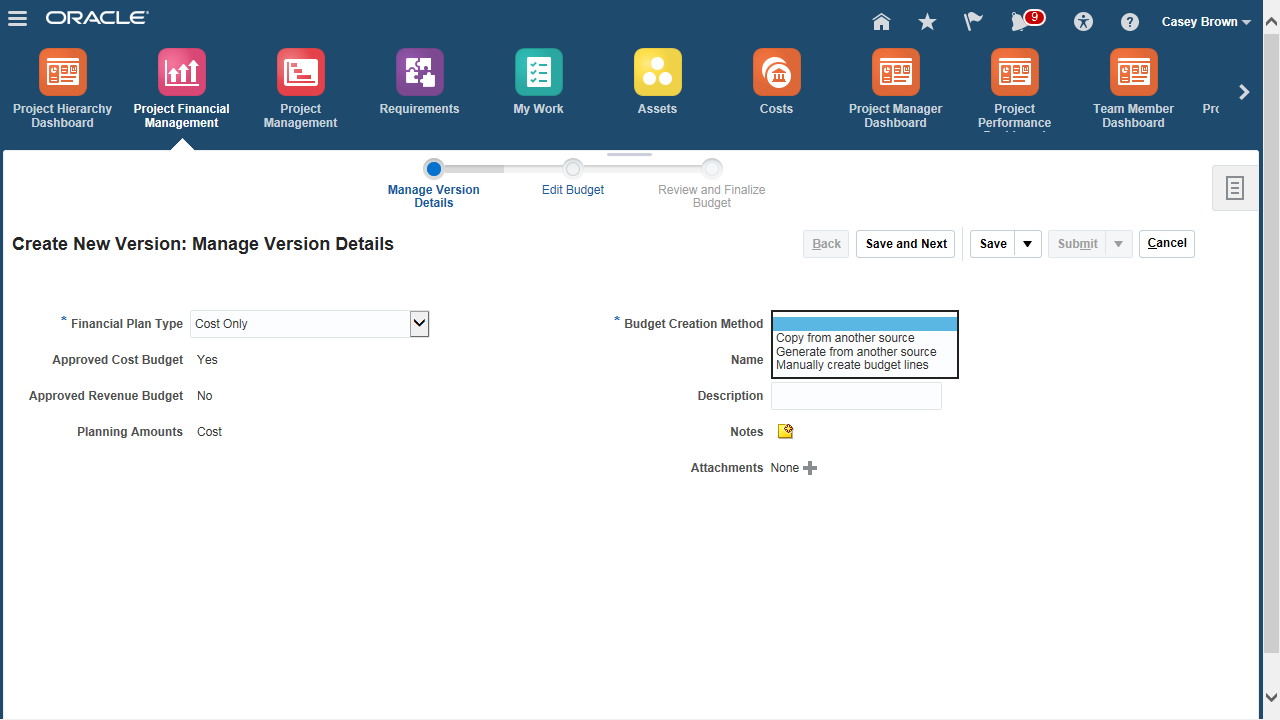 ORACLE
9
Casey Brown
Project Hierarchy
Dashboard
Project Financial
Management
Project
Management
Requirements
My Work
Assets
Costs
Project Manager
Dashboard
Project
Performance
Team Member
Dashboard
Manage Version
Details
Edit Budget
Review and Finalize
Budget
Create New Version: Manage Version Details
Back
Save and Next
Save
Submit
Cancel
* Financial Plan Type
Cost Only
Approved Cost Budget Yes
Approved Revenue Budget No
Planning Amounts Cost
* Budget Creation Method
Copy from another source
Generate from another source
Manually create budget lines
Name
Description
Notes
Attachments None